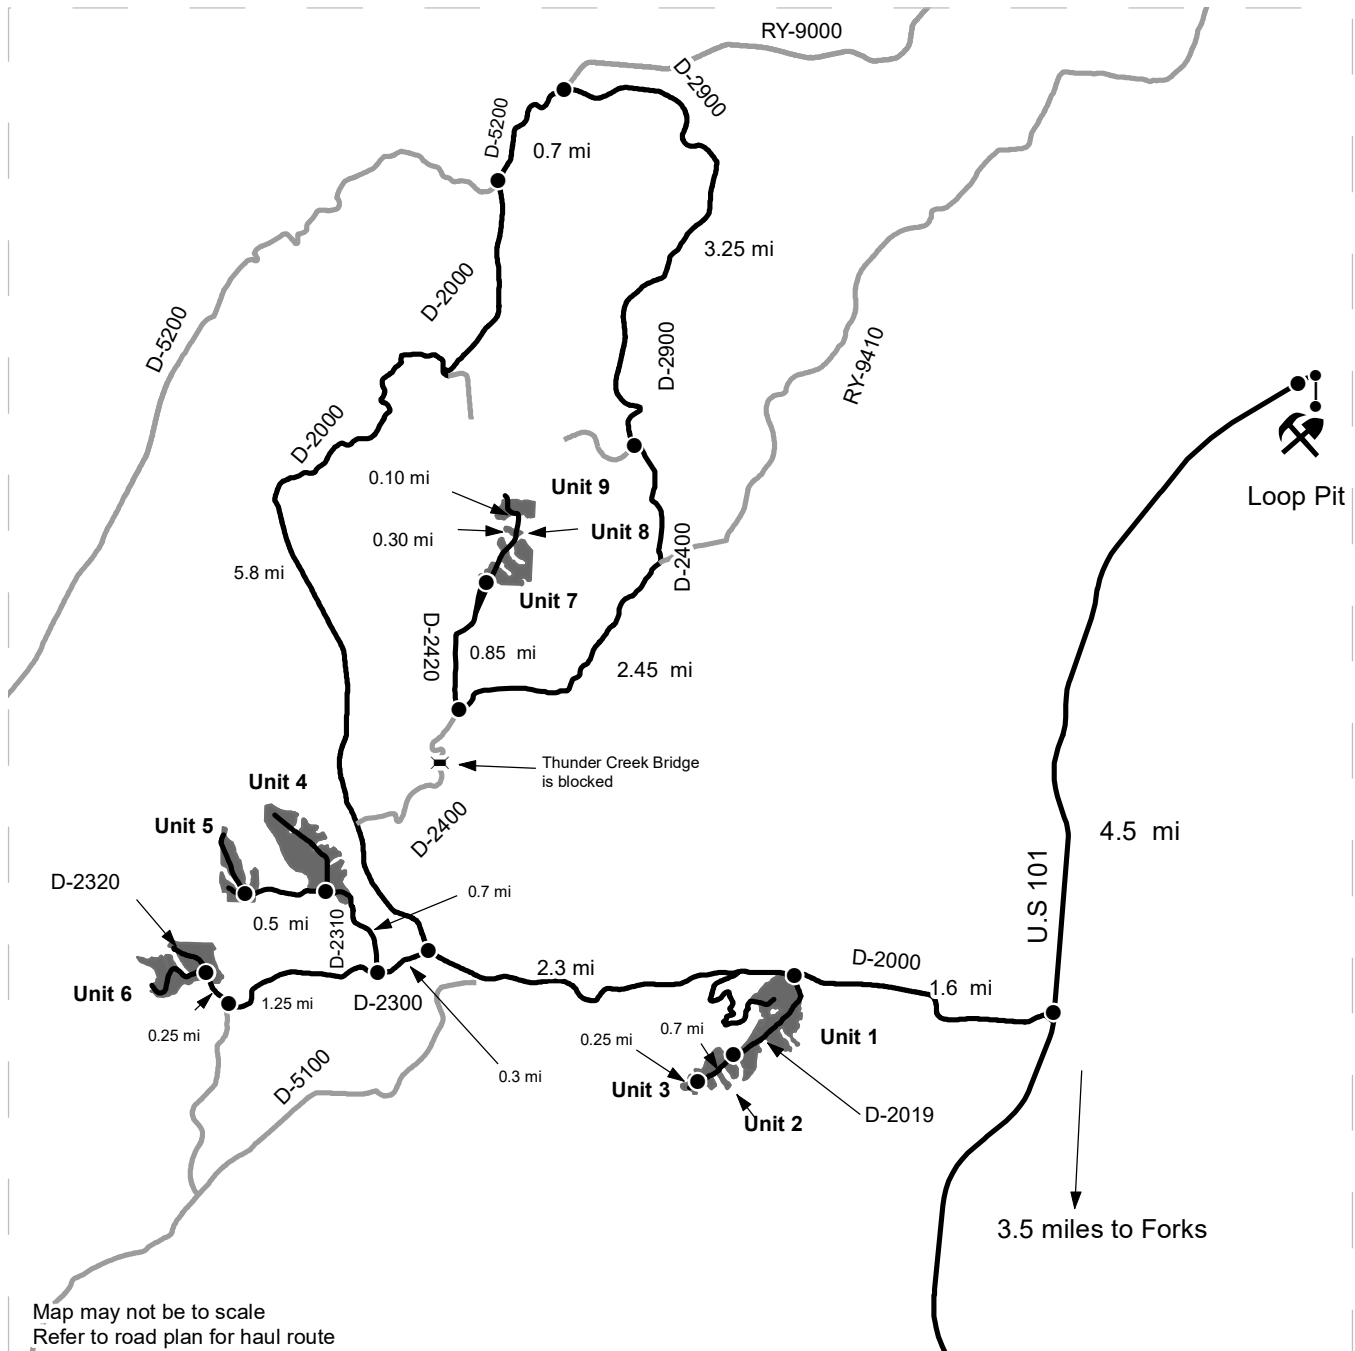 RY-9000
D-2900
D-5200
0.7 mi
3.25 mi
D-2000
D-5200
D-2900
RY-9410
D-2000
0.10 mi
Unit 9
Loop Pit
0.30 mi
Unit 8
D-2400
5.8 mi
Unit 7
D-2420
0.85  mi
2.45  mi
Thunder Creek Bridge
is blocked
Unit 4
Unit 5
D-2400
4.5  mi
U.S 101
D-2320
0.7 mi
0.5  mi
D-2310
2.3 mi
D-2000
1.6  mi
Unit 6
1.25 mi
D-2300
0.25 mi
0.7 mi
0.25 mi
Unit 1
0.3 mi
D-5100
Unit 3
Unit 2
D-2019
3.5 miles to Forks
Map may not be to scale
Refer to road plan for haul route